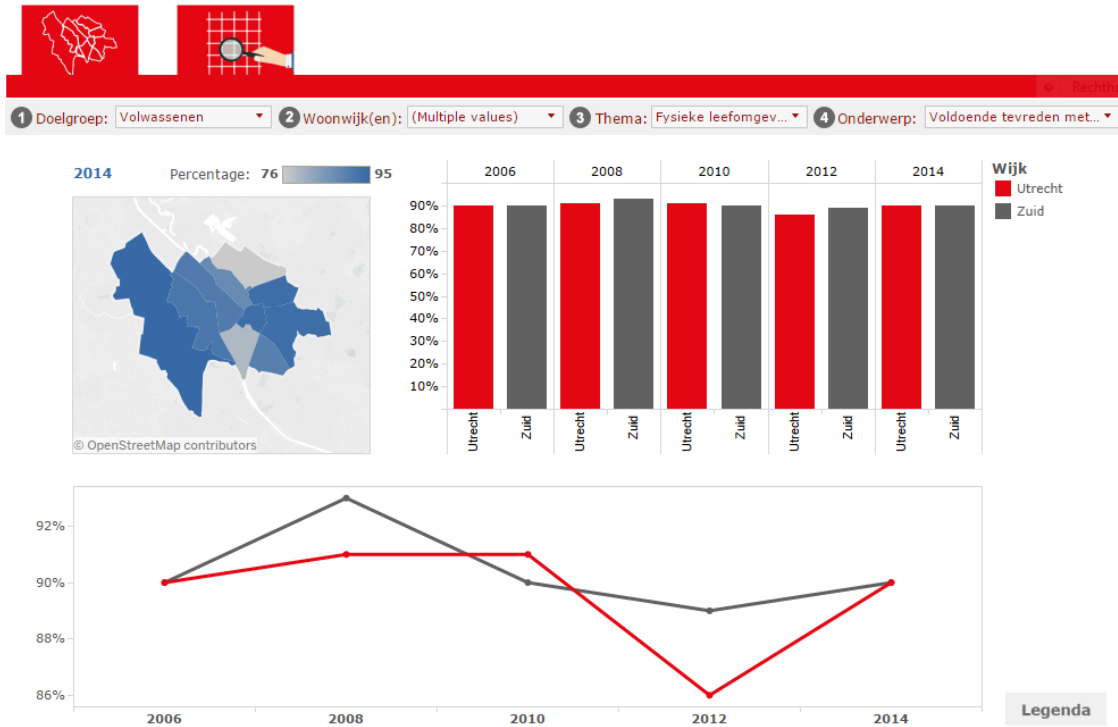 1 Doelgroep: Volwassenen 2 Woonwijk(en): (Multiple values) 3 Thema: Fysieke leefomgev... 4 Onderwerp: Voldoende tevreden met...
2014 Percentage: 76 95
2006 2008 2010 2012 2014
90%
80%
70%
60%
50%
40%
30%
20%
10%
Utrecht Zuid Utrecht Zuid Utrecht Zuid Utrecht Zuid Utrecht Zuid
Wijk
Utrecht
Zuid
© OpenStreetMap contributors
92%
90%
88%
86%
2006 2008 2010 2012 2014
Legenda